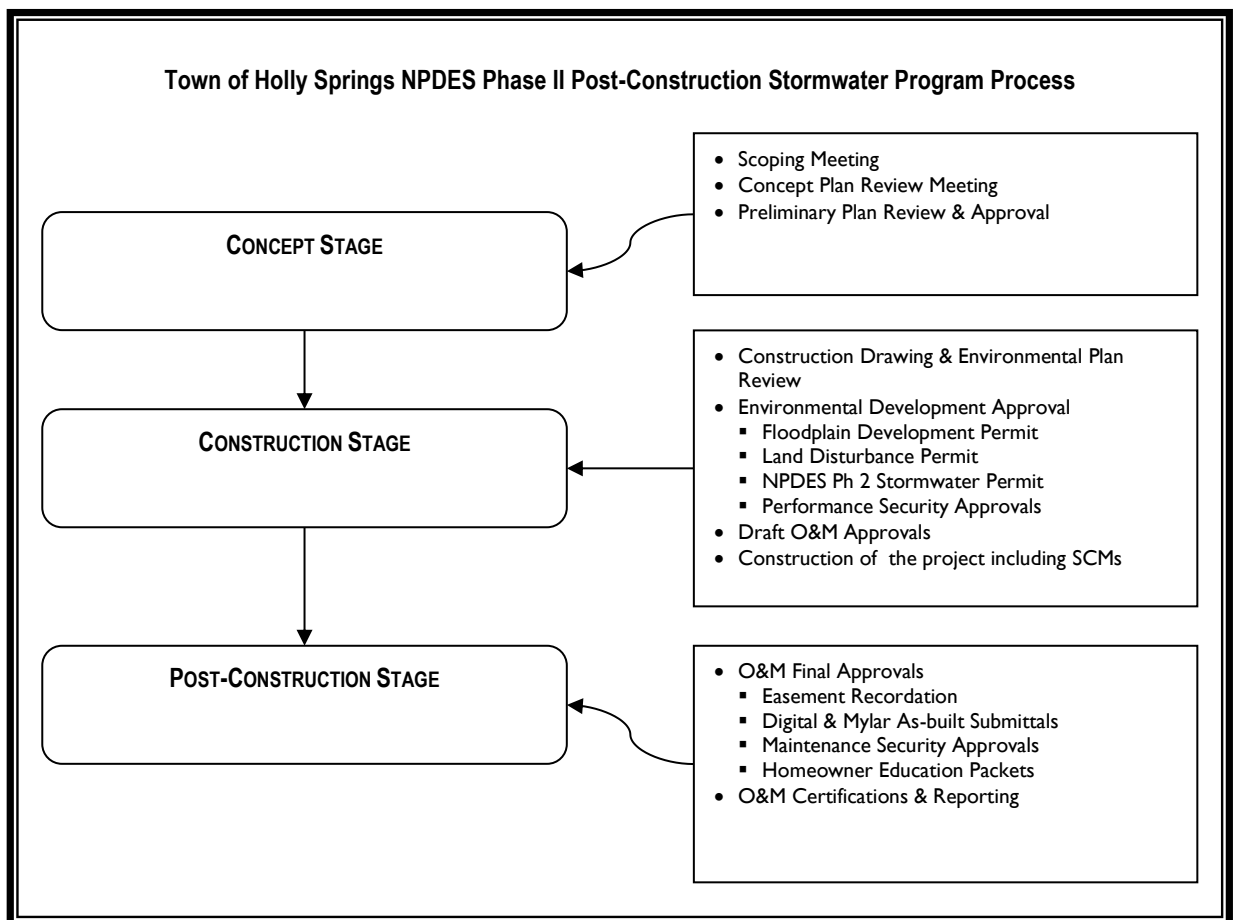 Town of Holly Springs NPDES Phase II Post-Construction Stormwater Program Process
• Scoping Meeting
• Concept Plan Review Meeting
• Preliminary Plan Review & Approval
CONCEPT STAGE
• Construction Drawing & Environmental Plan
Review
• Environmental Development Approval
▪ Floodplain Development Permit
▪ Land Disturbance Permit
▪ NPDES Ph 2 Stormwater Permit
▪ Performance Security Approvals
• Draft O&M Approvals
• Construction of the project including SCMs
CONSTRUCTION STAGE
• O&M Final Approvals
▪ Easement Recordation
▪ Digital & Mylar As-built Submittals
▪ Maintenance Security Approvals
▪ Homeowner Education Packets
• O&M Certifications & Reporting
POST-CONSTRUCTION STAGE